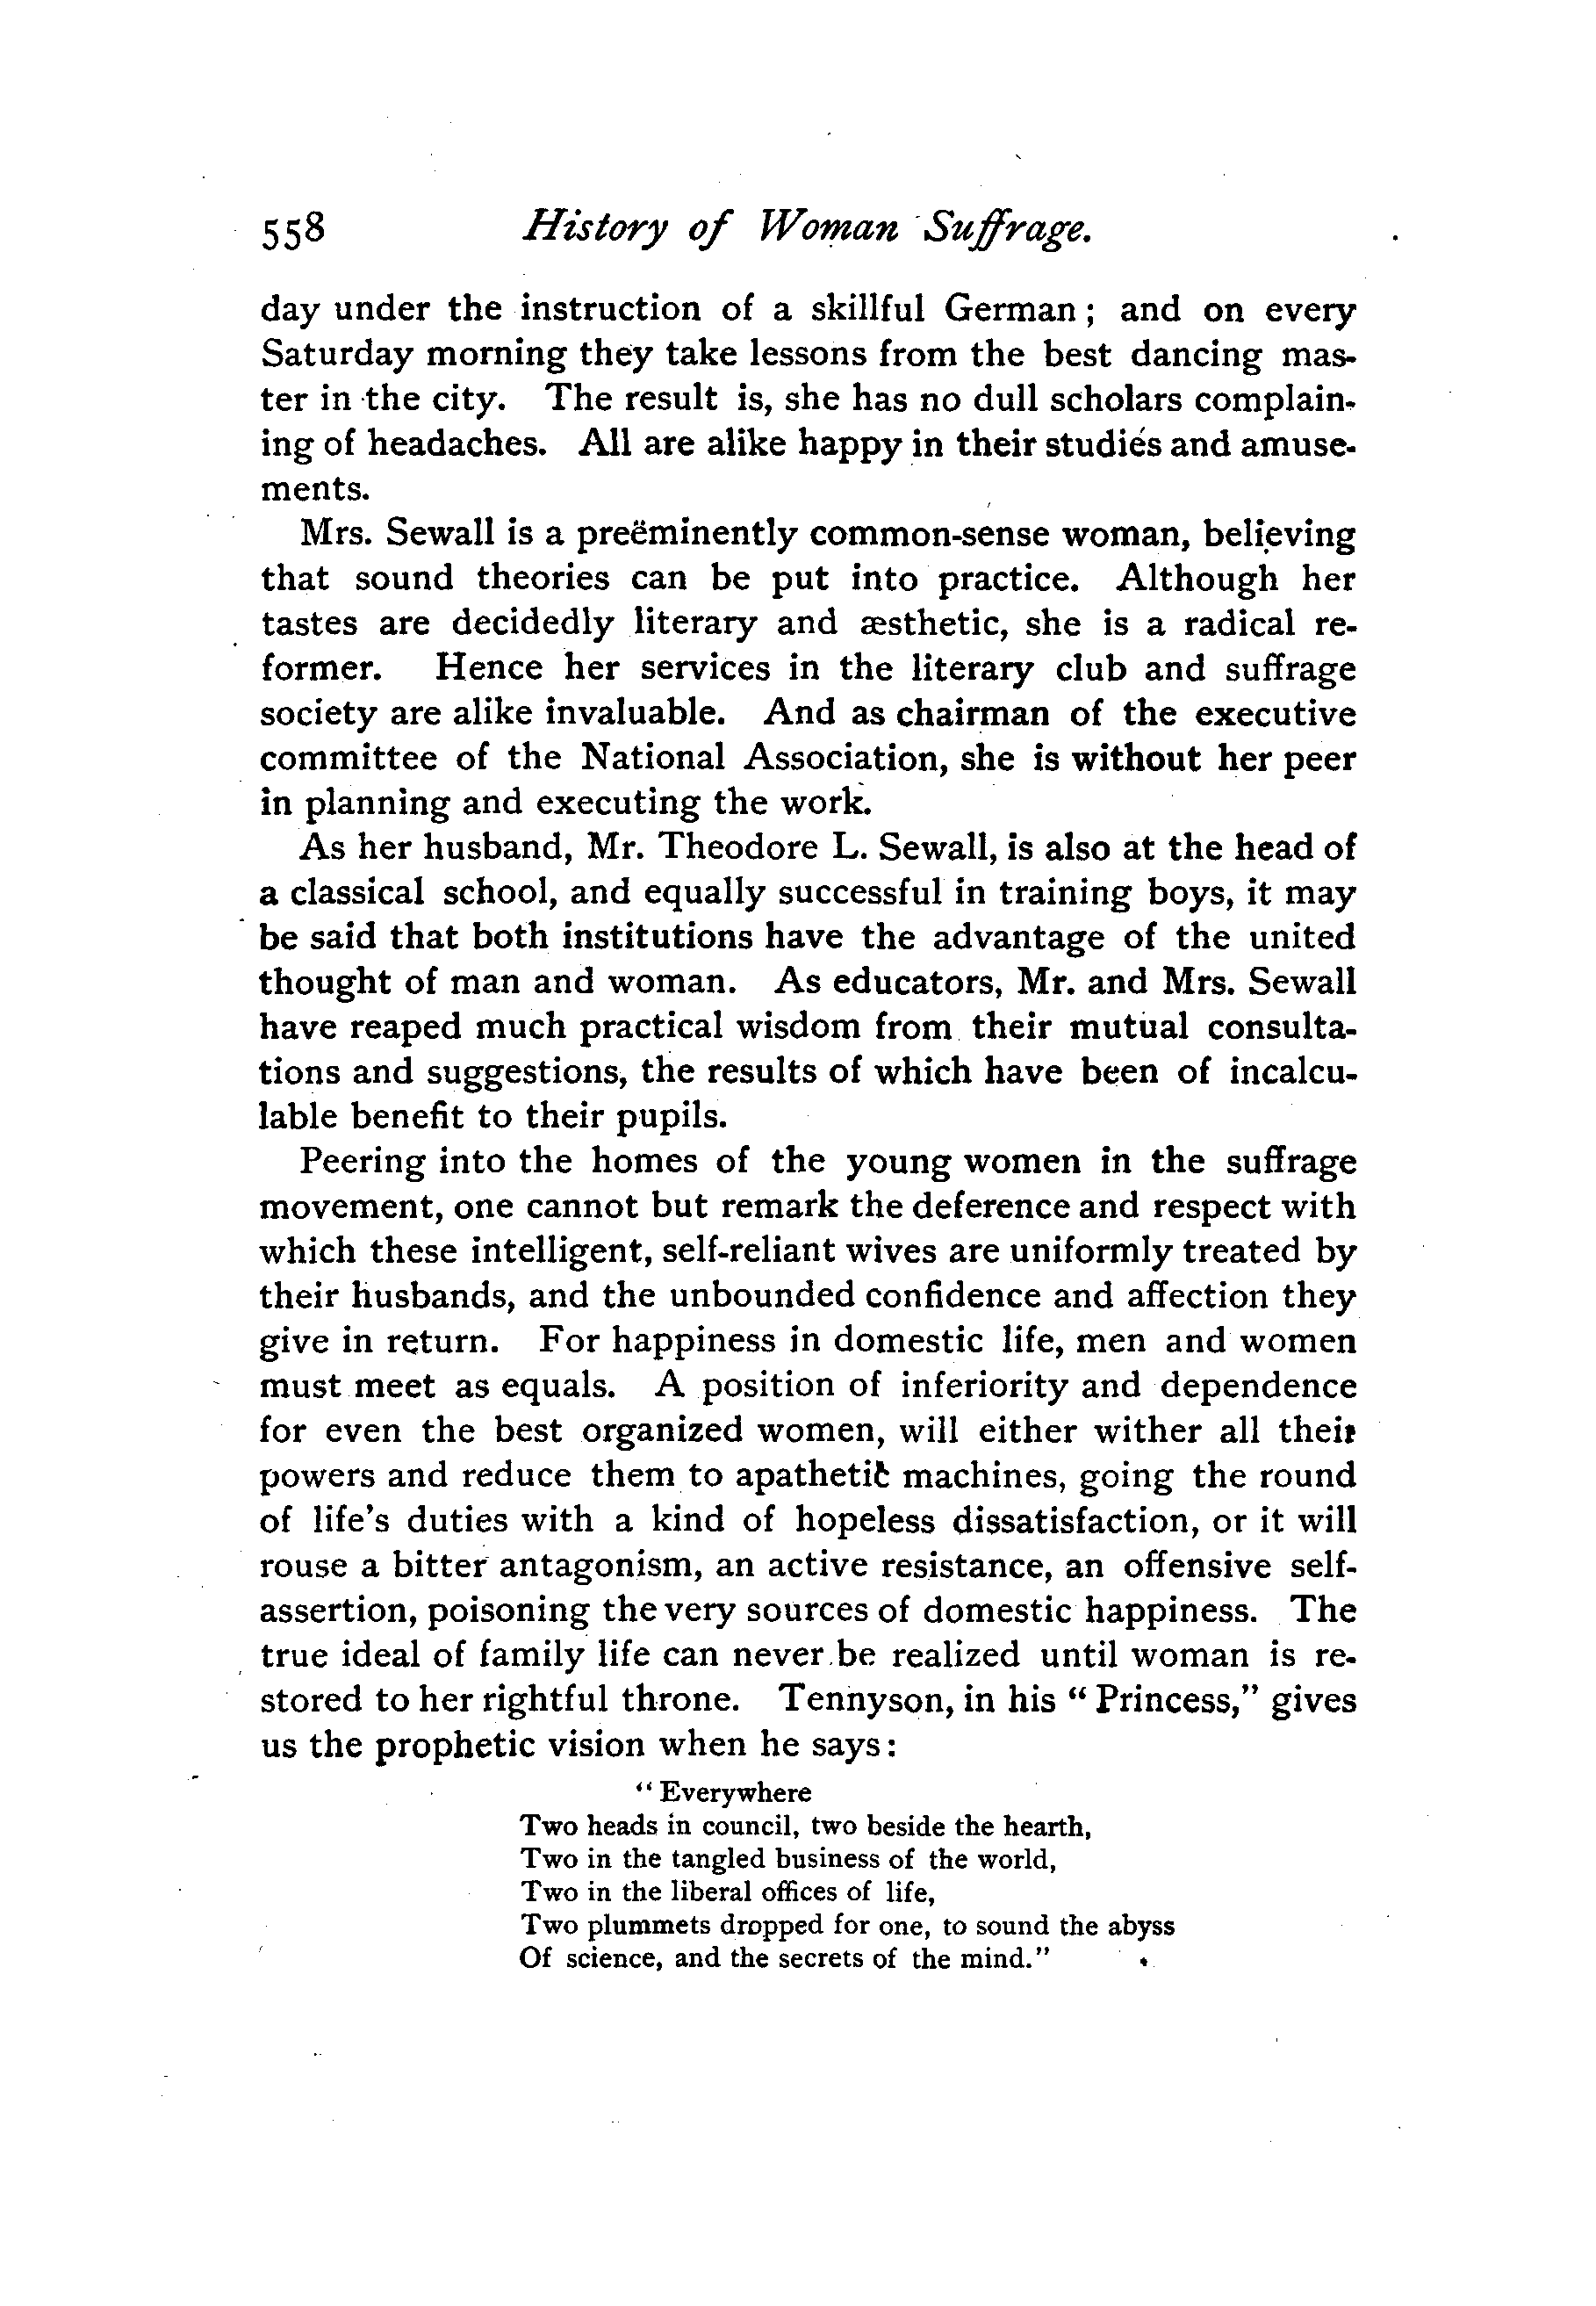 558 History of Woman Suffrage.
day under the instruction of a skillful German ; and on every
Saturday morning they take lessons from the best dancing mas-
ter in the city. The result is, she has no dull scholars complain-
ing of headaches. All are alike happy in their studies and amuse-
ments.
Mrs. Sewall is a preëminently common-sense woman, believing
that sound theories can be put into practice. Although her
tastes are decidedly literary and æsthetic, she is a radical re-
former. Hence her services in the literary club and suffrage
society are alike invaluable. And as chairman of the executive
committee of the National Association, she is without her peer
in planning and executing the work.
As her husband, Mr. Theodore L. Sewall, is also at the head of
a classical school, and equally successful in training boys, it may
be said that both institutions have the advantage of the united
thought of man and woman. As educators, Mr. and Mrs. Sewall
have reaped much practical wisdom from their mutual consulta-
tions and suggestions, the results of which have been of incalcu-
lable benefit to their pupils.
Peering into the homes of the young women in the suffrage
movement, one cannot but remark the deference and respect with
which these intelligent, self-reliant wives are uniformly treated by
their husbands, and the unbounded confidence and affection they
give in return. For happiness in domestic life, men and women
must meet as equals. A position of inferiority and dependence
for even the best organized women, will either wither all their
powers and reduce them to apathetic machines, going the round
of life's duties with a kind of hopeless dissatisfaction, or it will
rouse a bitter antagonism, an active resistance, an offensive self-
assertion, poisoning the very sources of domestic happiness. The
true ideal of family life can never be realized until woman is re-
stored to her rightful throne. Tennyson, in his “ Princess,” gives
us the prophetic vision when he says :
“ Everywhere
Two heads in council, two beside the hearth,
Two in the tangled business of the world,
Two in the liberal offices of life,
Two plummets dropped for one, to sound the abyss
Of science, and the secrets of the mind.”